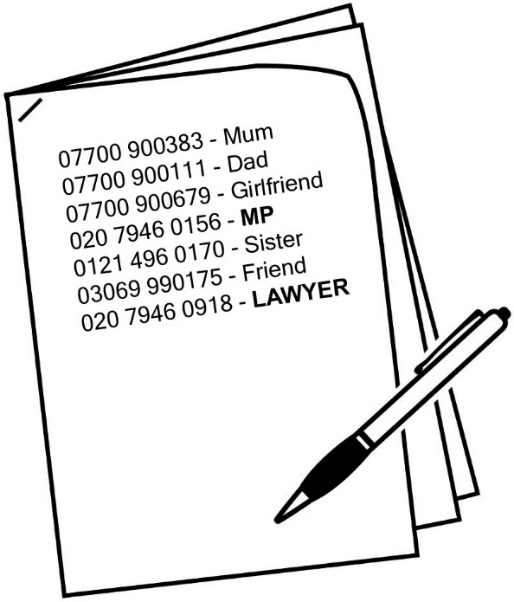 07700 900383 - Mum
07700 900111 - Dad
07700 900679 - Girlfriend
020 7946 0156 - MP
0121 496 0170 - Sister
03069 990175 - Friend
020 7946 0918 - LAWYER